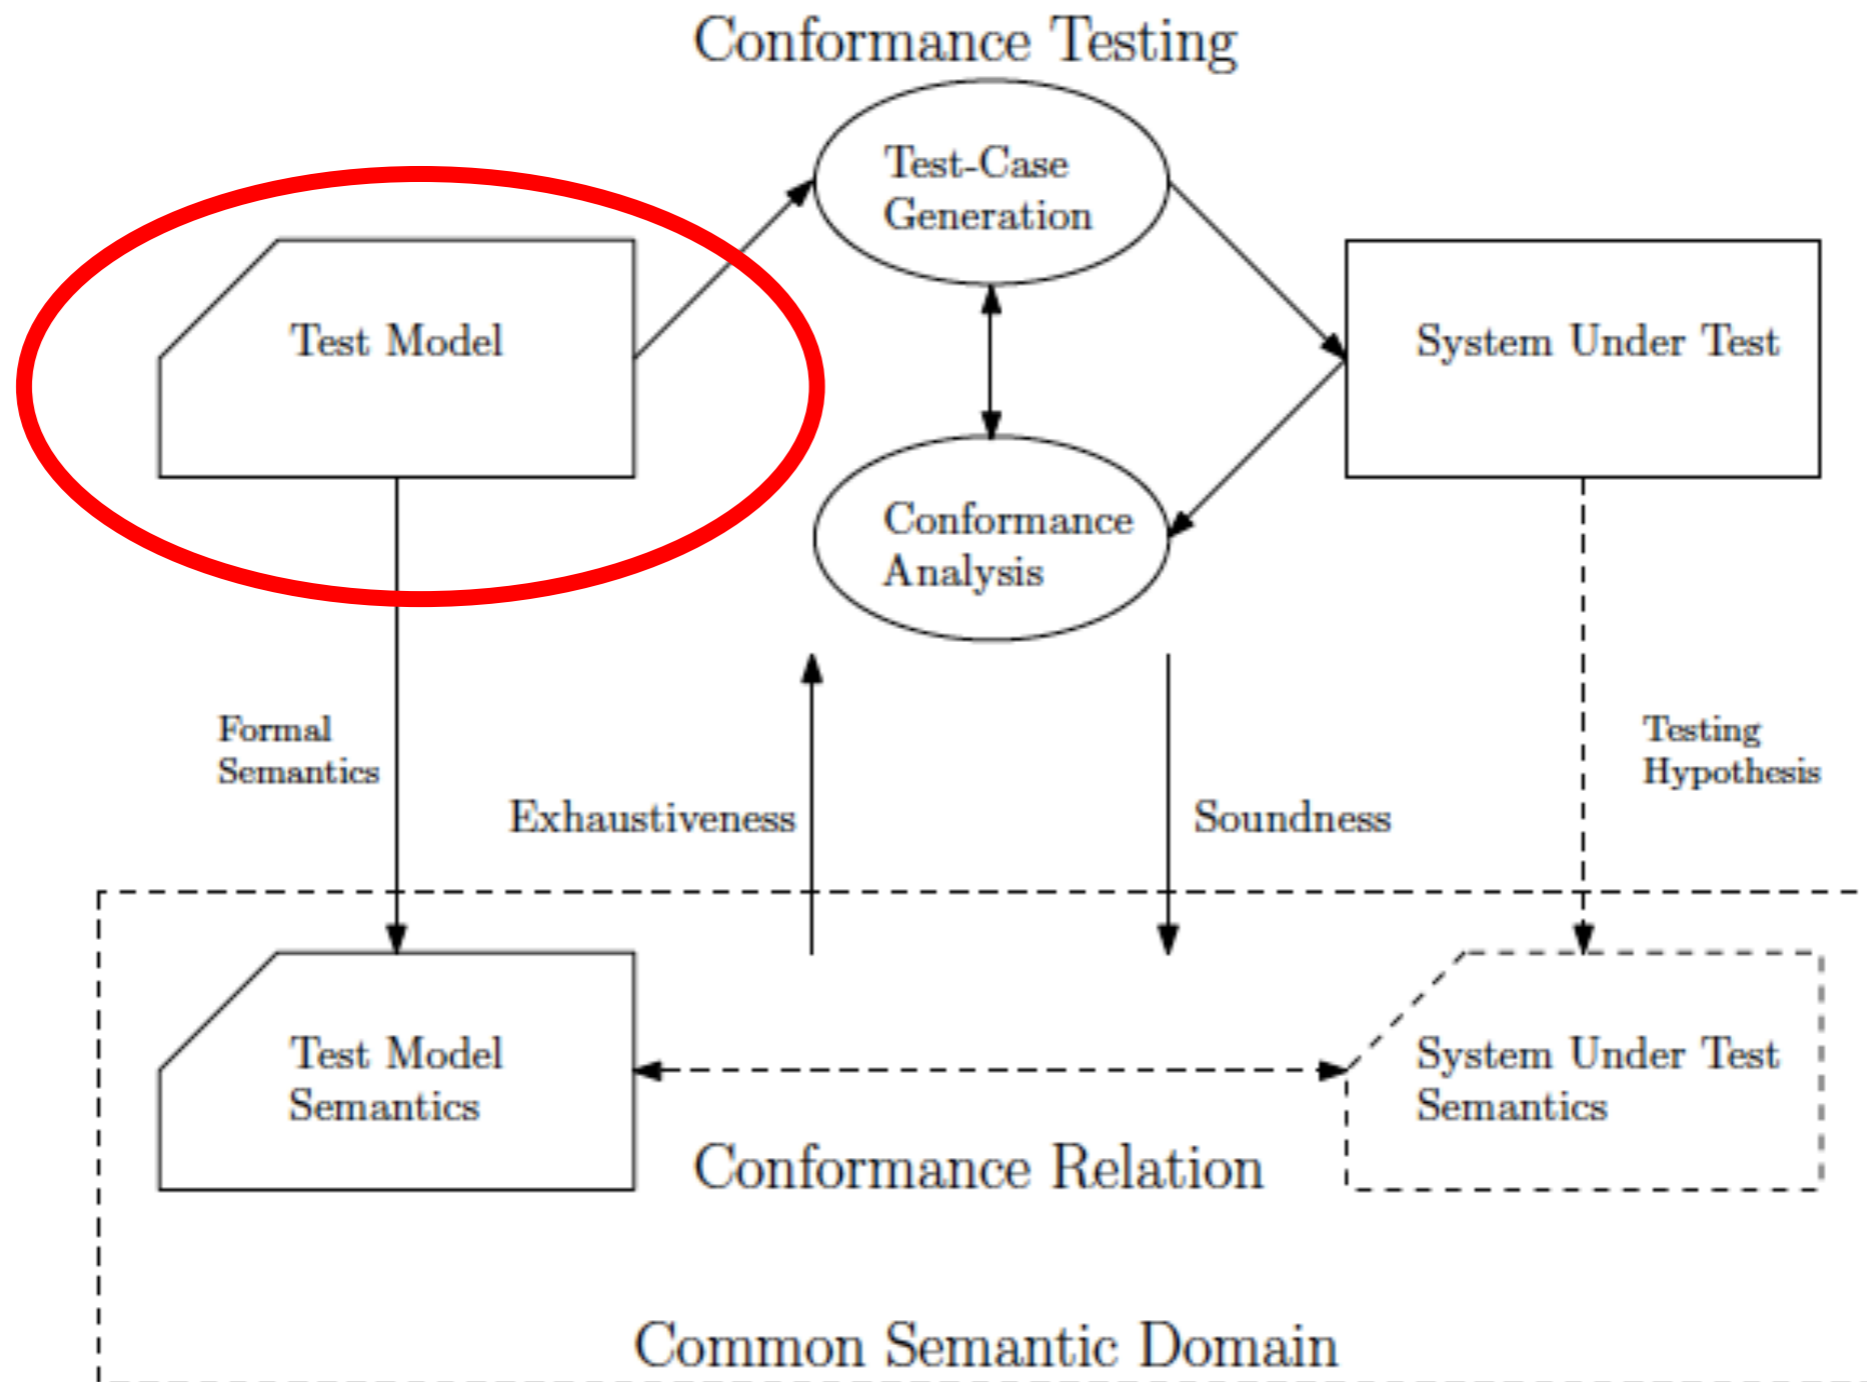 Conformance Testing
Test-Case
Generation
Test Model
System Under Test
Conformance
Analysis
Formal
Semantics
Testing
Hypothesis
Exhaustiveness
Soundness
Test Model
Semantics
System Under Test
Semantics
Conformance Relation
Common Semantic Domain